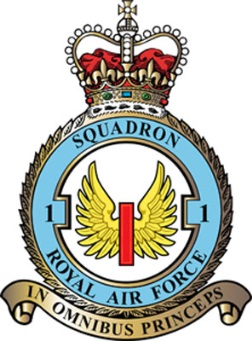 SQUADRON
1 1
ROYAL AIR FORCE
IN OMNIBUS PRINCEPS